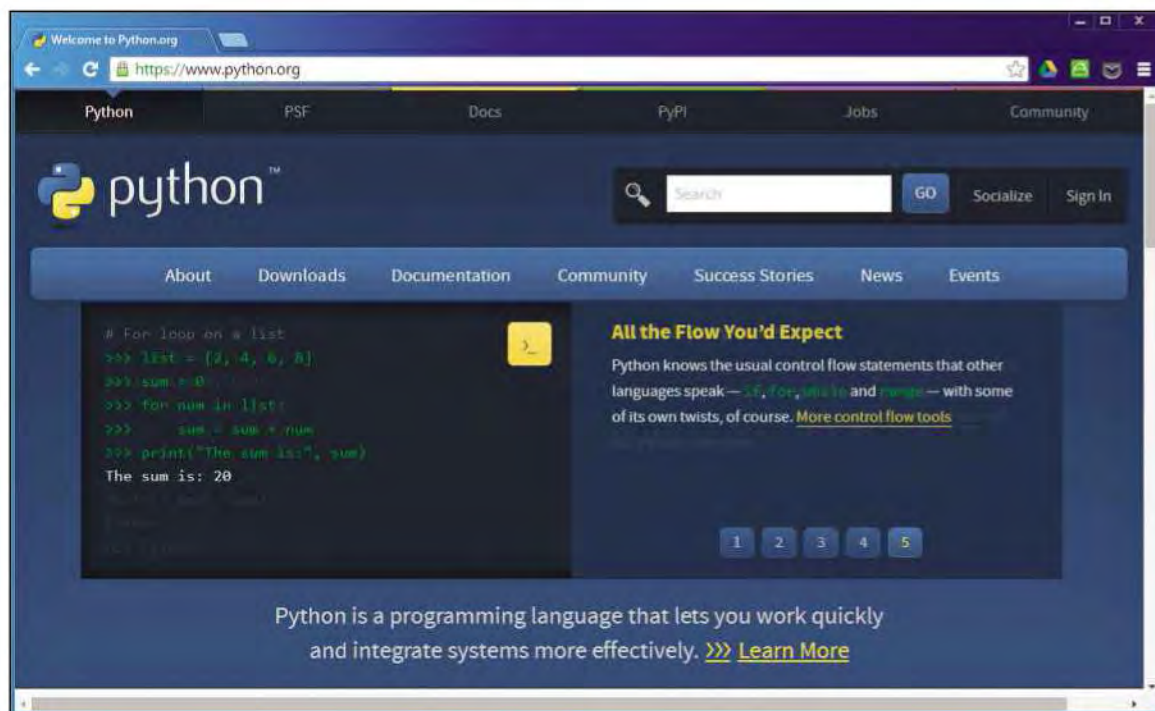 Welcome to Python.org
https://www.python.org
Python PSF Docs PyPI Jobs Community
python™
Search GO Socialize Sign In
About Downloads Documentation Community Success Stories News Events
# For loop on a list
>>> list = [2, 4, 6, 8]
>>> sum = 0
>>> for num in list:
>>>     sum = sum + num
>>> print("The sum is:", sum)
The sum is: 20
>_
All the Flow You'd Expect
Python knows the usual control flow statements that other
languages speak — if, for, while and range — with some
of its own twists, of course. More control flow tools
1 2 3 4 5
Python is a programming language that lets you work quickly
and integrate systems more effectively. >>> Learn More